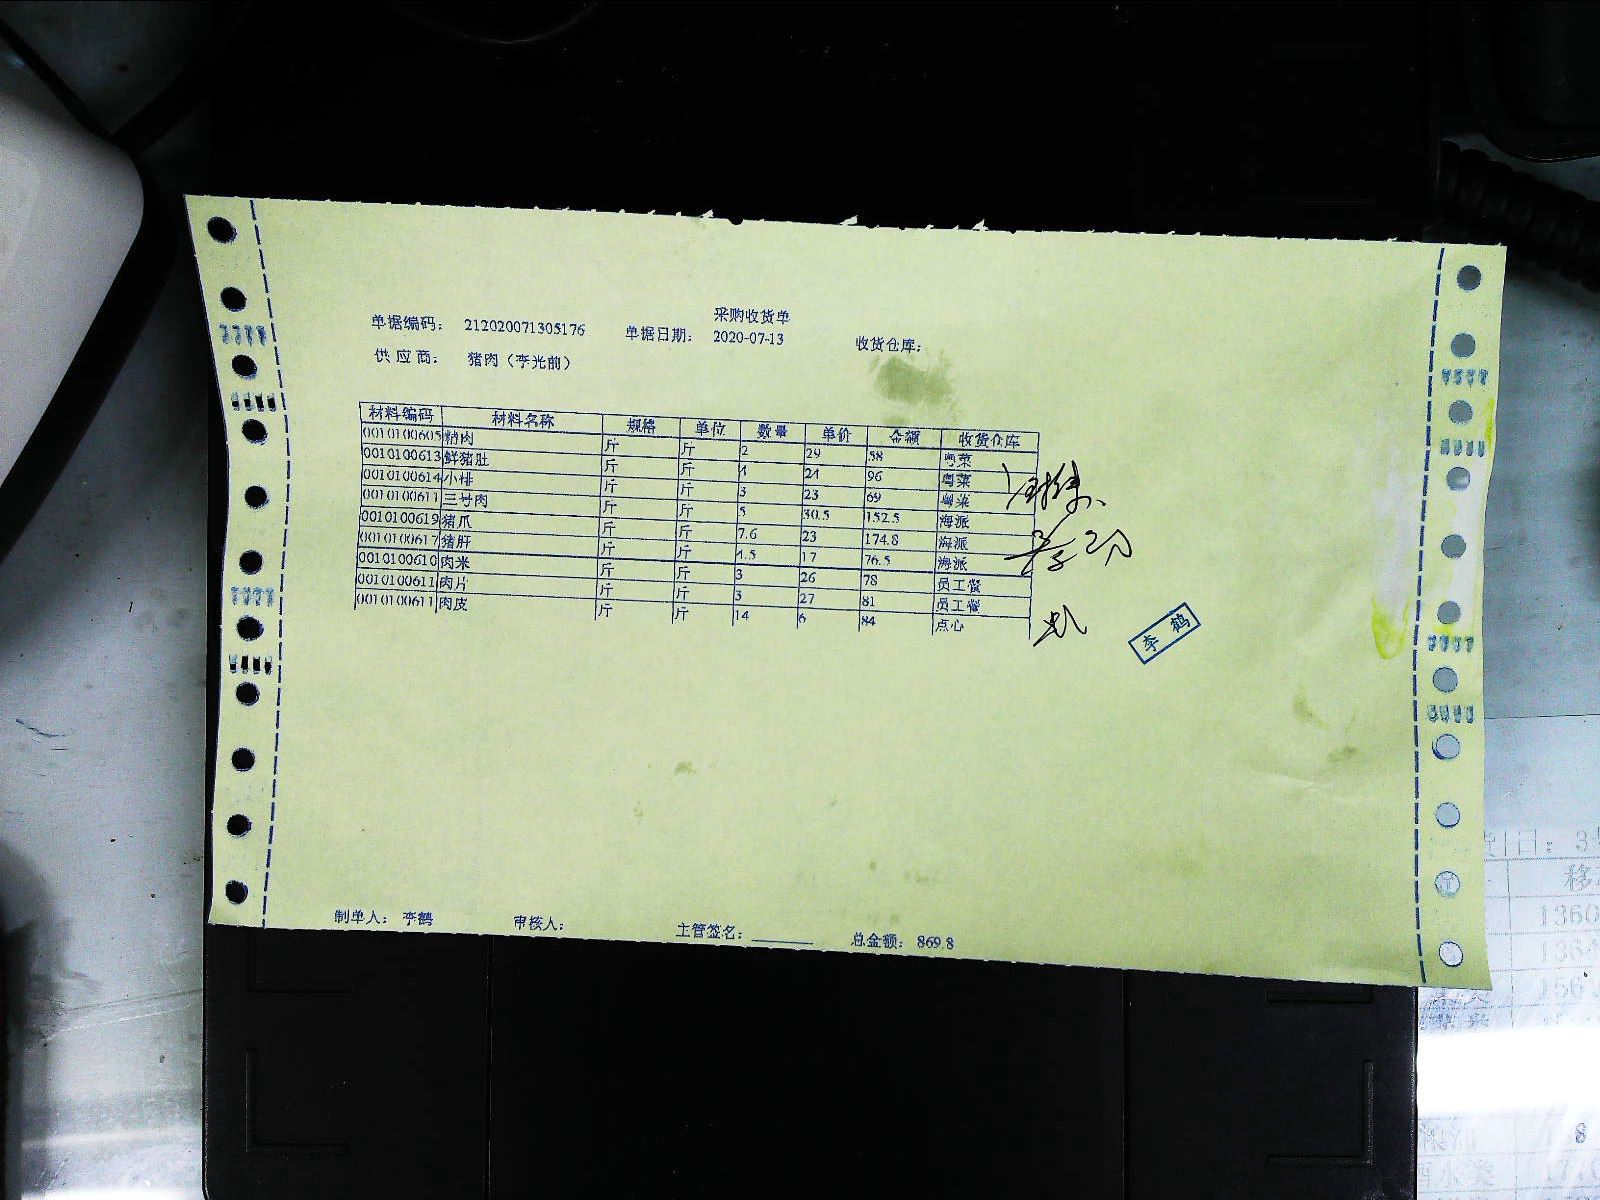 采购收货单
单据编码： 212020071305176 单据日期： 2020-07-13 收货仓库：
供 应 商： 猪肉（李光前）
材料编码 材料名称 规格 单位 数量 单价 金额 收货仓库
0010100605 精肉 斤 斤 2 29 58 粤菜
0010100613 鲜猪肚 斤 斤 4 24 96 粤菜
0010100614 小排 斤 斤 3 23 69 粤菜
0010100611 三号肉 斤 斤 5 30.5 152.5 海派
0010100619 猪爪 斤 斤 7.6 23 174.8 海派
0010100617 猪肝 斤 斤 4.5 17 76.5 海派
0010100610 肉米 斤 斤 3 26 78 员工餐
0010100611 肉片 斤 斤 3 27 81 员工餐
0010100611 肉皮 斤 斤 14 6 84 点心
李鹤
制单人： 李鹤 审核人： 主管签名： 总金额： 869.8